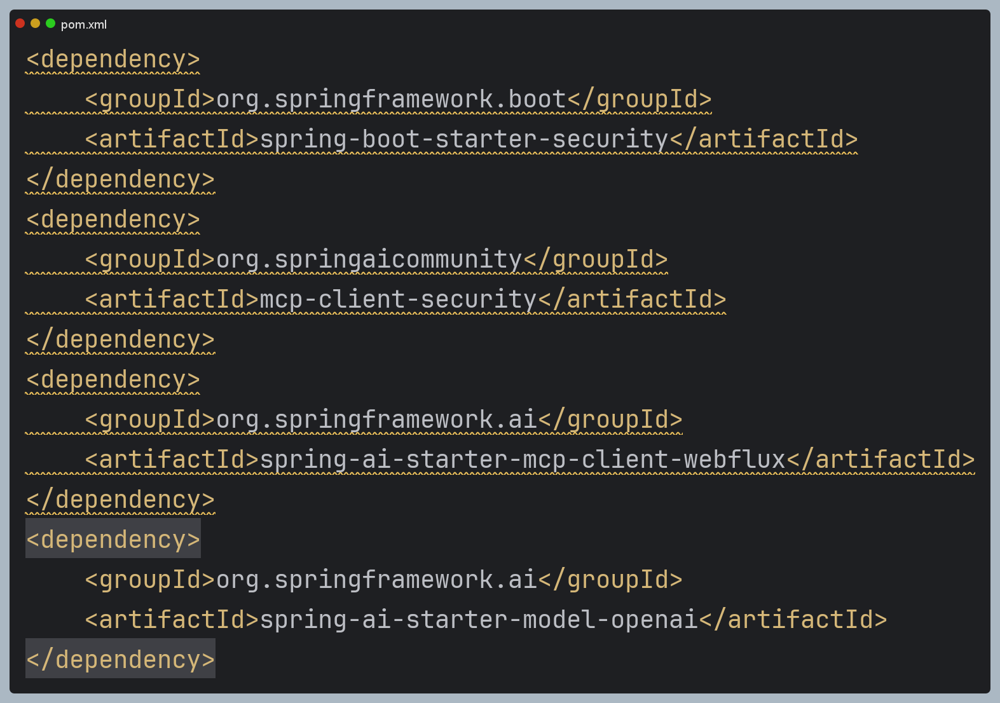 pom.xml
<dependency>
    <groupId>org.springframework.boot</groupId>
    <artifactId>spring-boot-starter-security</artifactId>
</dependency>
<dependency>
    <groupId>org.springaicommunity</groupId>
    <artifactId>mcp-client-security</artifactId>
</dependency>
<dependency>
    <groupId>org.springframework.ai</groupId>
    <artifactId>spring-ai-starter-mcp-client-webflux</artifactId>
</dependency>
<dependency>
    <groupId>org.springframework.ai</groupId>
    <artifactId>spring-ai-starter-model-openai</artifactId>
</dependency>